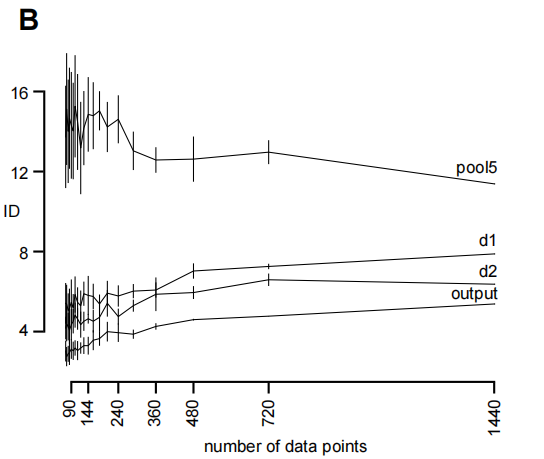 B
16
12
ID
8
4
pool5
d1
d2
output
90
144
240
360
480
720
1440
number of data points